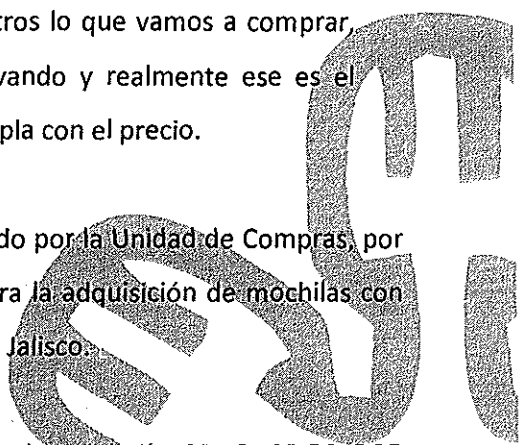 tros lo que vamos a comprar,
vando y realmente ese es el
pla con el precio.
do por la Unidad de Compras, por
ra la adquisición de mochilas con
Jalisco.